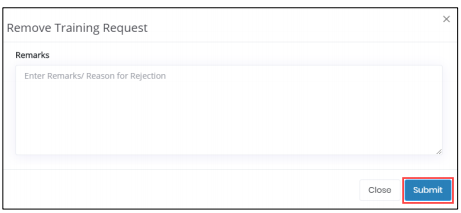 ×
Remove Training Request
Remarks
Enter Remarks/ Reason for Rejection
Close Submit